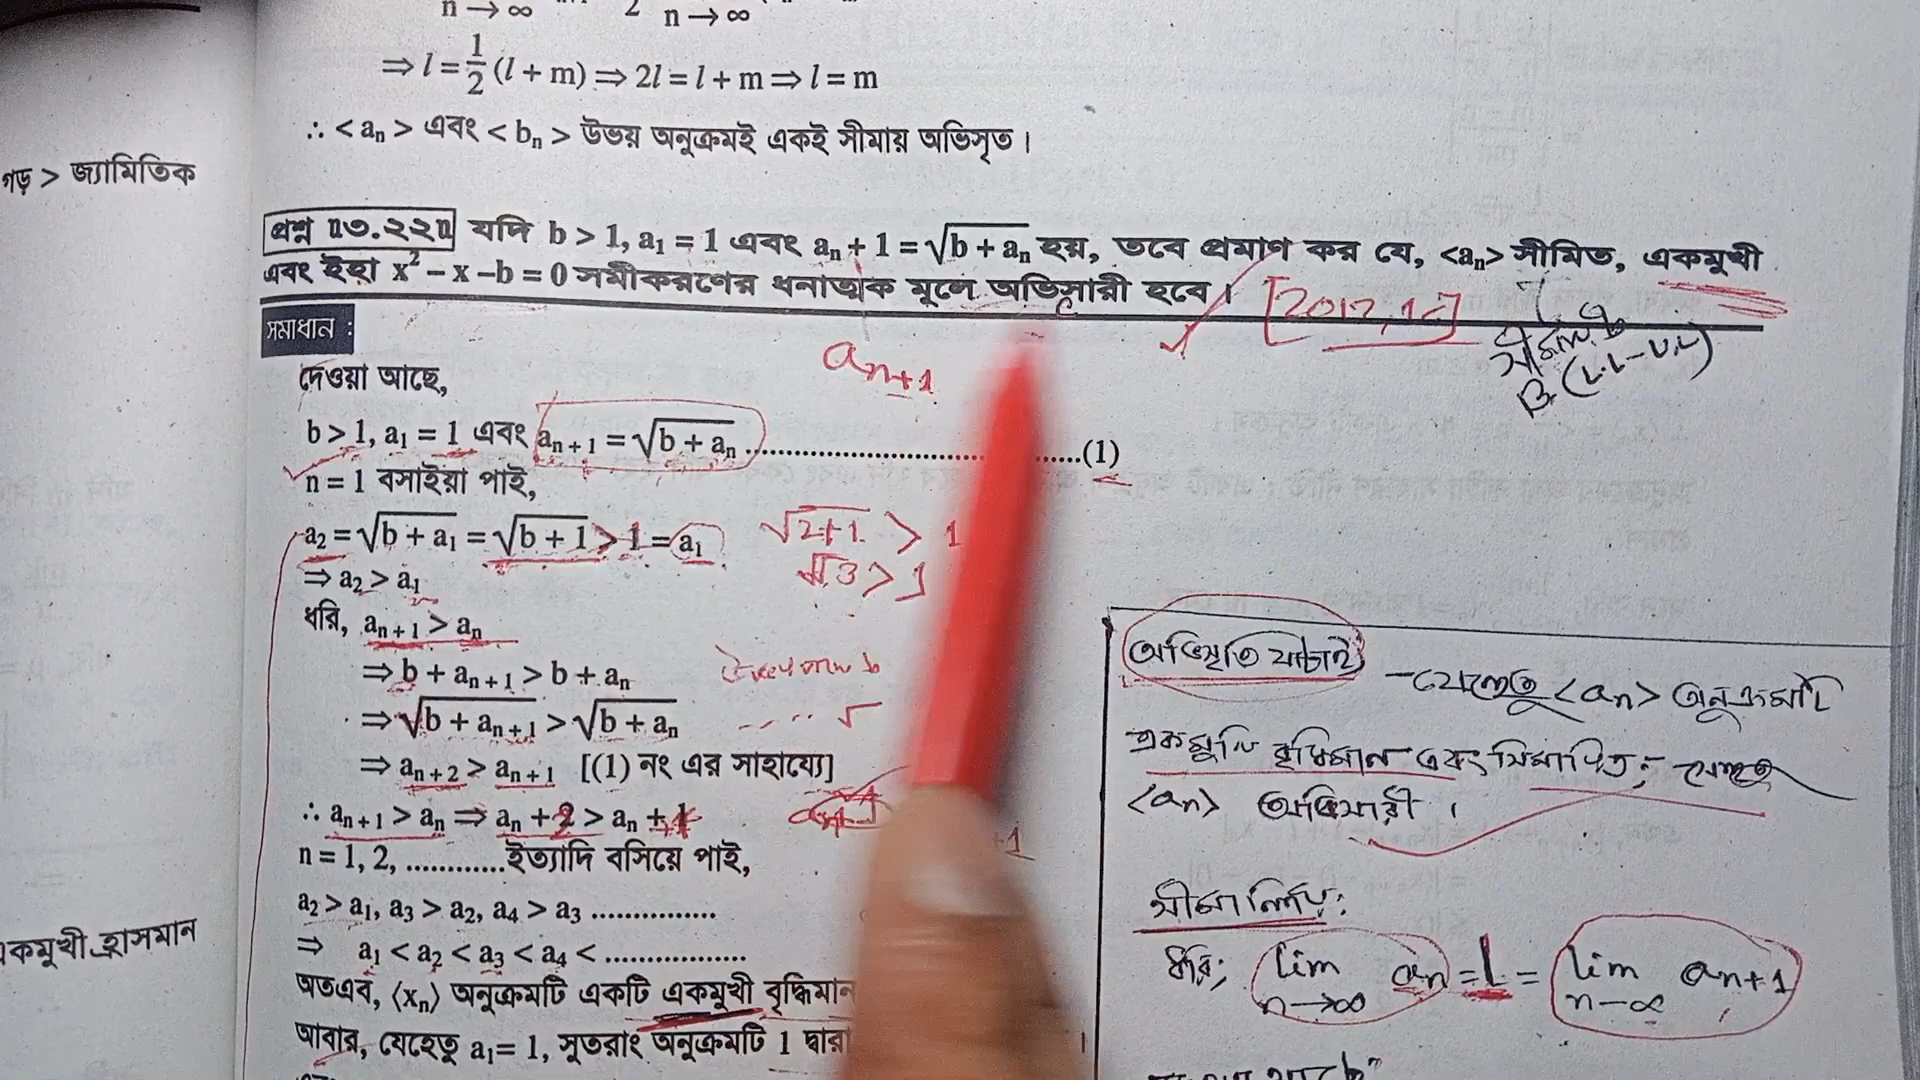 n → ∞ 2 n → ∞
⇒ l = 1/2 (l + m) ⇒ 2l = l + m ⇒ l = m
∴ < aₙ > এবং < bₙ > উভয় অনুক্রমই একই সীমায় অভিসৃত।
গড় > জ্যামিতিক
প্রশ্ন ॥৩.২২॥ যদি b > 1, a₁ = 1 এবং aₙ + 1 = √(b + aₙ) হয়, তবে প্রমাণ কর যে, <aₙ> সীমিত, একমুখী
এবং ইহা x² – x – b = 0 সমীকরণের ধনাত্মক মূলে অভিসারী হবে।
সমাধান :
aₙ₊₁
দেওয়া আছে,
b > 1, a₁ = 1 এবং aₙ₊₁ = √(b + aₙ) ........................(1)
n = 1 বসাইয়া পাই,
a₂ = √(b + a₁) = √(b + 1) > 1 = a₁ √(2+1) > 1
⇒ a₂ > a₁ √3 > 1
ধরি, aₙ₊₁ > aₙ
⇒ b + aₙ₊₁ > b + aₙ
⇒ √(b + aₙ₊₁) > √(b + aₙ) .... √
⇒ aₙ₊₂ > aₙ₊₁ [(1) নং এর সাহায্যে]
∴ aₙ₊₁ > aₙ ⇒ aₙ + 2 > aₙ + 1
n = 1, 2, ............ইত্যাদি বসিয়ে পাই,
a₂ > a₁, a₃ > a₂, a₄ > a₃ ...............
⇒ a₁ < a₂ < a₃ < a₄ < .................
অতএব, ⟨xₙ⟩ অনুক্রমটি একটি একমুখী বৃদ্ধিমান
আবার, যেহেতু a₁= 1, সুতরাং অনুক্রমটি 1 দ্বারা
একমুখী হ্রাসমান
অভিসৃতি যাচাই – যেহেতু <aₙ> অনুক্রমটি
একমুখি বৃদ্ধিমান এবং সীমায়িত; সেহেতু
<aₙ> অভিসারী।
সীমা নির্ণয়:
ধরি; lim n→∞ aₙ = L = lim n→∞ aₙ₊₁